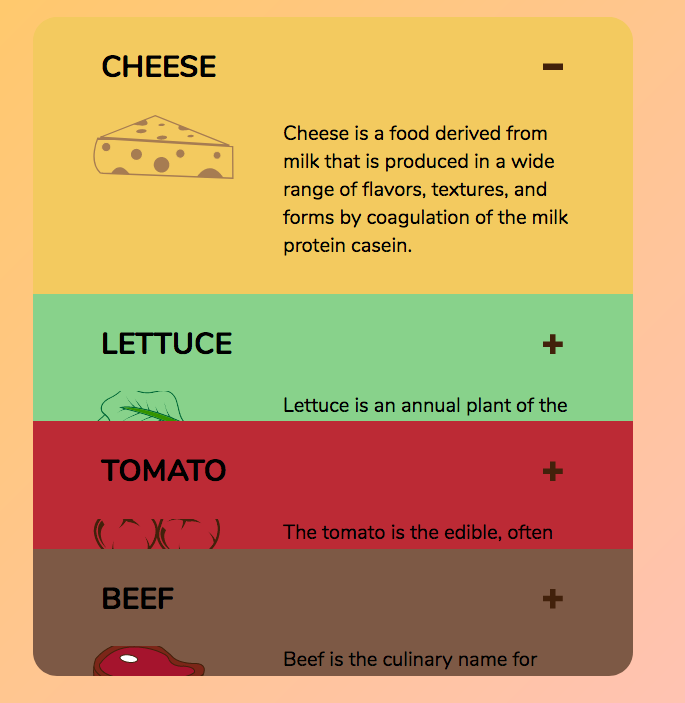 CHEESE
Cheese is a food derived from
milk that is produced in a wide
range of flavors, textures, and
forms by coagulation of the milk
protein casein.
LETTUCE
Lettuce is an annual plant of the
TOMATO
The tomato is the edible, often
BEEF
Beef is the culinary name for